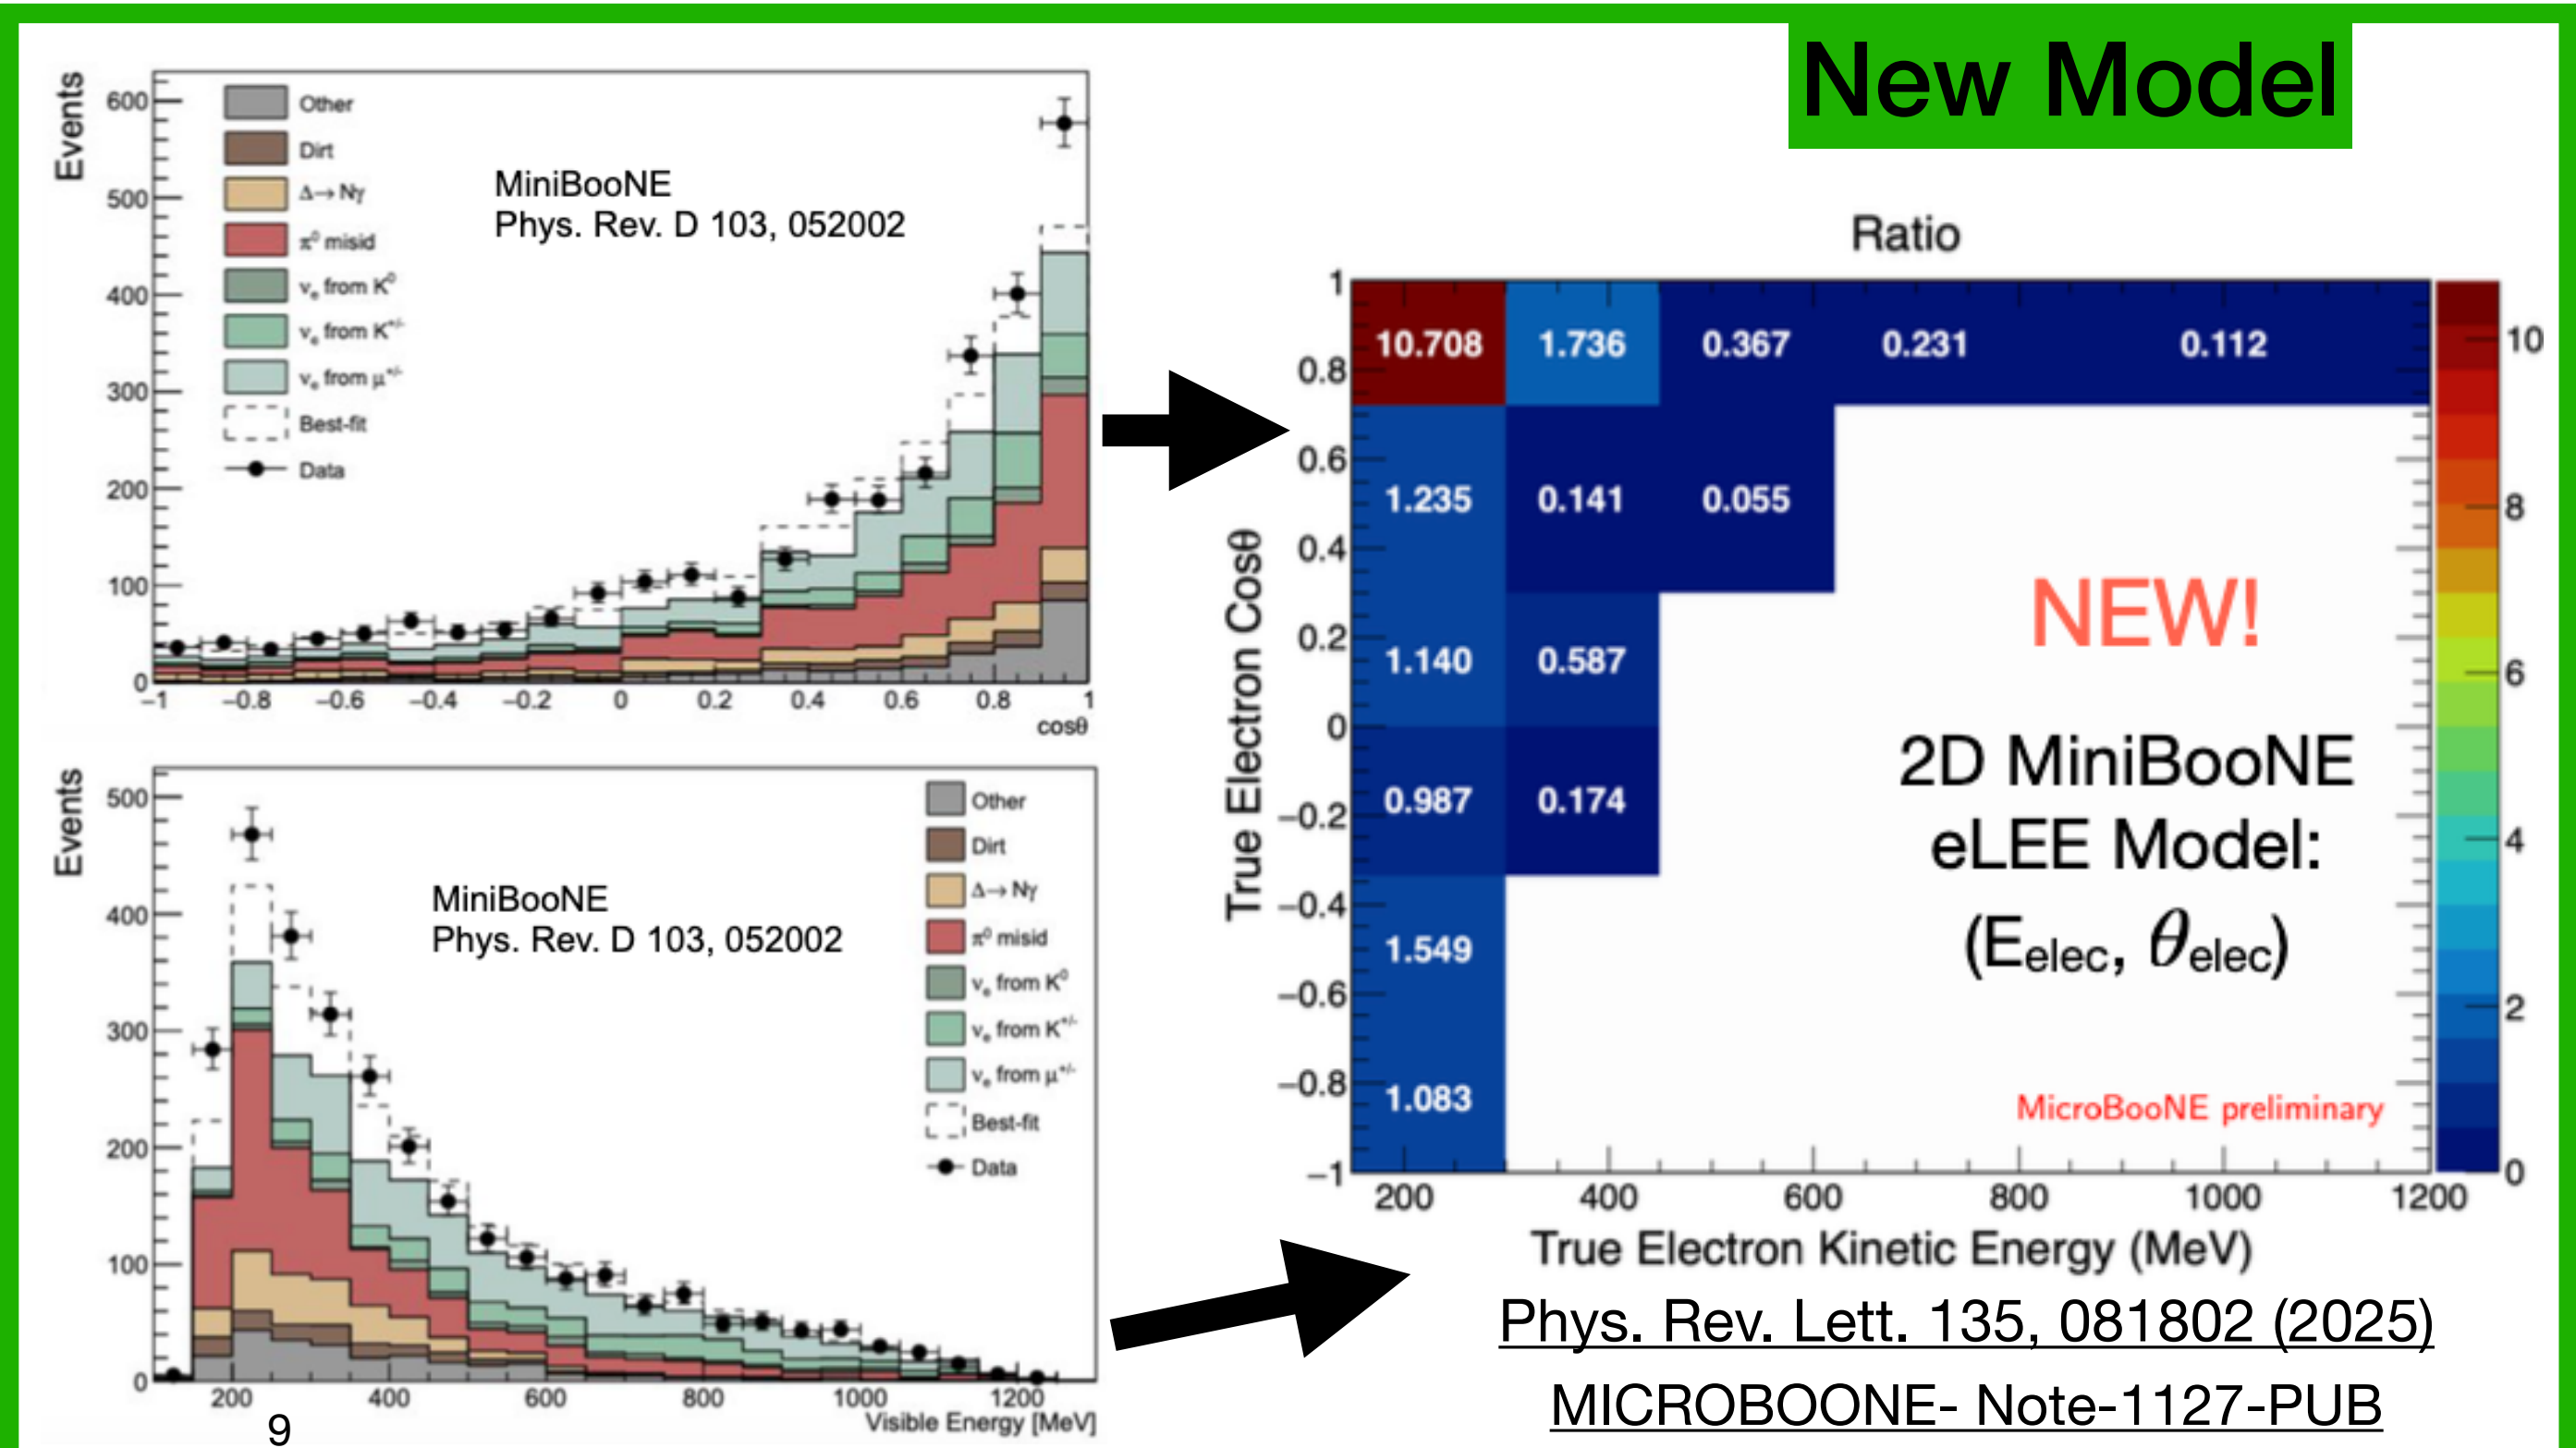 New Model
Events
600
500
400
300
200
100
0
Other
Dirt
Δ→ Nγ
π⁰ misid
νₑ from K⁰
νₑ from K⁺/⁻
νₑ from μ⁺/⁻
Best-fit
Data
MiniBooNE
Phys. Rev. D 103, 052002
−1 −0.8 −0.6 −0.4 −0.2 0 0.2 0.4 0.6 0.8 1
cosθ
Events
500
400
300
200
100
0
MiniBooNE
Phys. Rev. D 103, 052002
Other
Dirt
Δ→ Nγ
π⁰ misid
νₑ from K⁰
νₑ from K⁺/⁻
νₑ from μ⁺/⁻
Best-fit
Data
200 400 600 800 1000 1200
Visible Energy [MeV]
9
Ratio
True Electron Cosθ
1
0.8
0.6
0.4
0.2
0
−0.2
−0.4
−0.6
−0.8
−1
10.708 1.736 0.367 0.231 0.112
1.235 0.141 0.055
1.140 0.587
0.987 0.174
1.549
1.083
NEW!
2D MiniBooNE
eLEE Model:
(Eelec, θelec)
MicroBooNE preliminary
10
8
6
4
2
0
200 400 600 800 1000 1200
True Electron Kinetic Energy (MeV)
Phys. Rev. Lett. 135, 081802 (2025)
MICROBOONE- Note-1127-PUB